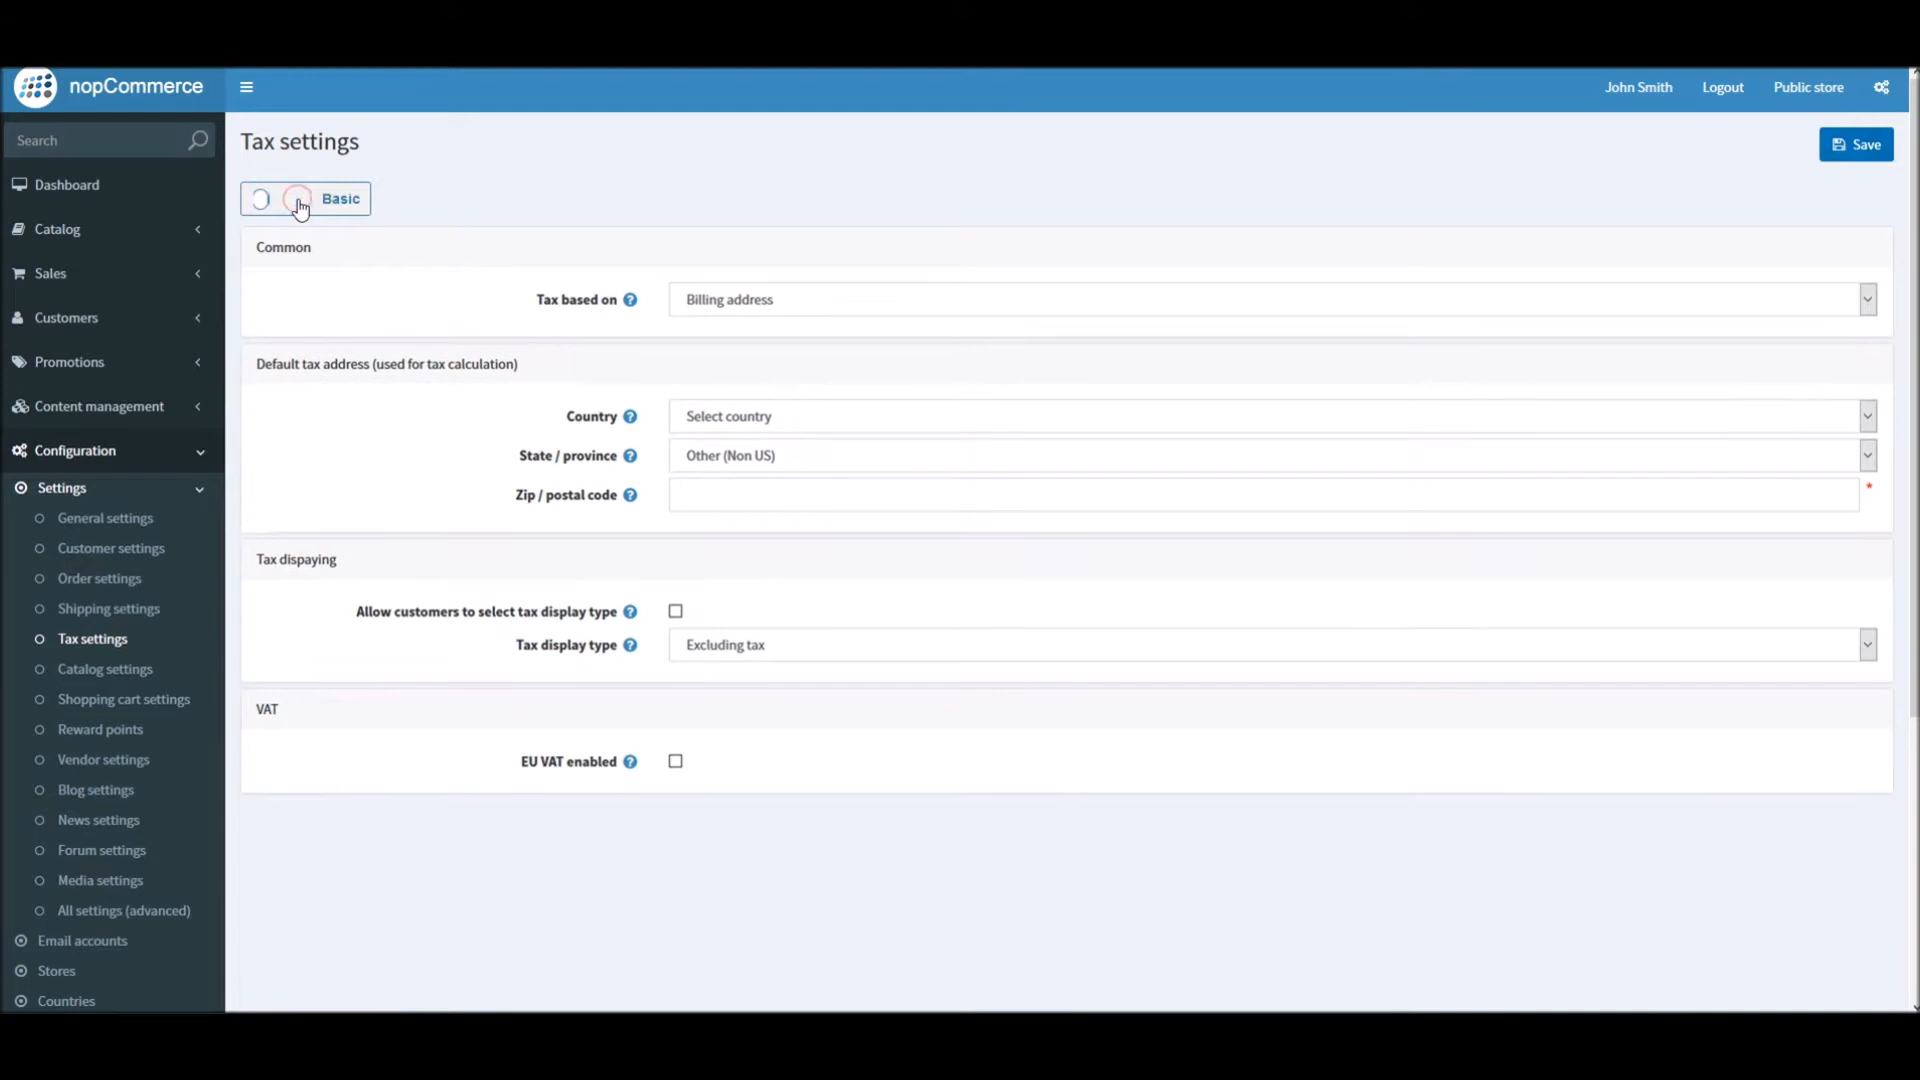 nopCommerce
John Smith
Logout
Public store
Search
Tax settings
Save
Dashboard
Basic
Catalog
Common
Sales
Tax based on
Billing address
Customers
Promotions
Default tax address (used for tax calculation)
Content management
Country
Select country
Configuration
State / province
Other (Non US)
Settings
Zip / postal code
*
General settings
Customer settings
Tax dispaying
Order settings
Shipping settings
Allow customers to select tax display type
Tax settings
Tax display type
Excluding tax
Catalog settings
Shopping cart settings
VAT
Reward points
Vendor settings
EU VAT enabled
Blog settings
News settings
Forum settings
Media settings
All settings (advanced)
Email accounts
Stores
Countries